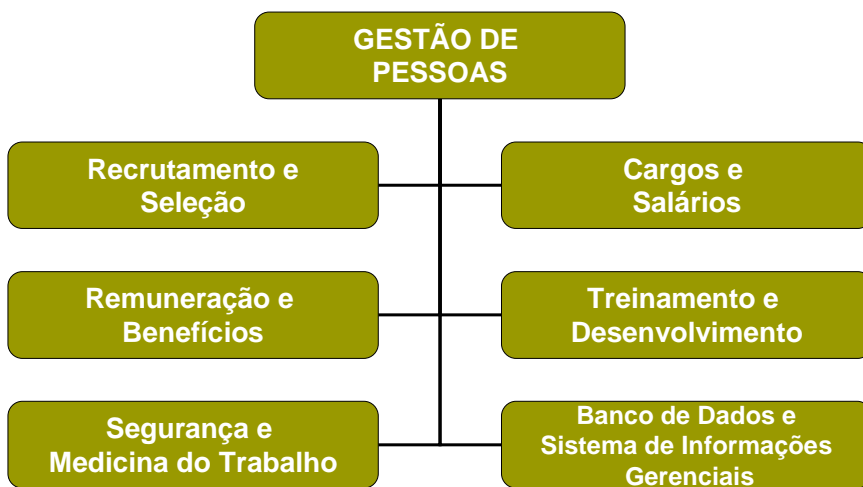 GESTÃO DE
PESSOAS
Recrutamento e
Seleção
Cargos e
Salários
Remuneração e
Benefícios
Treinamento e
Desenvolvimento
Segurança e
Medicina do Trabalho
Banco de Dados e
Sistema de Informações
Gerenciais